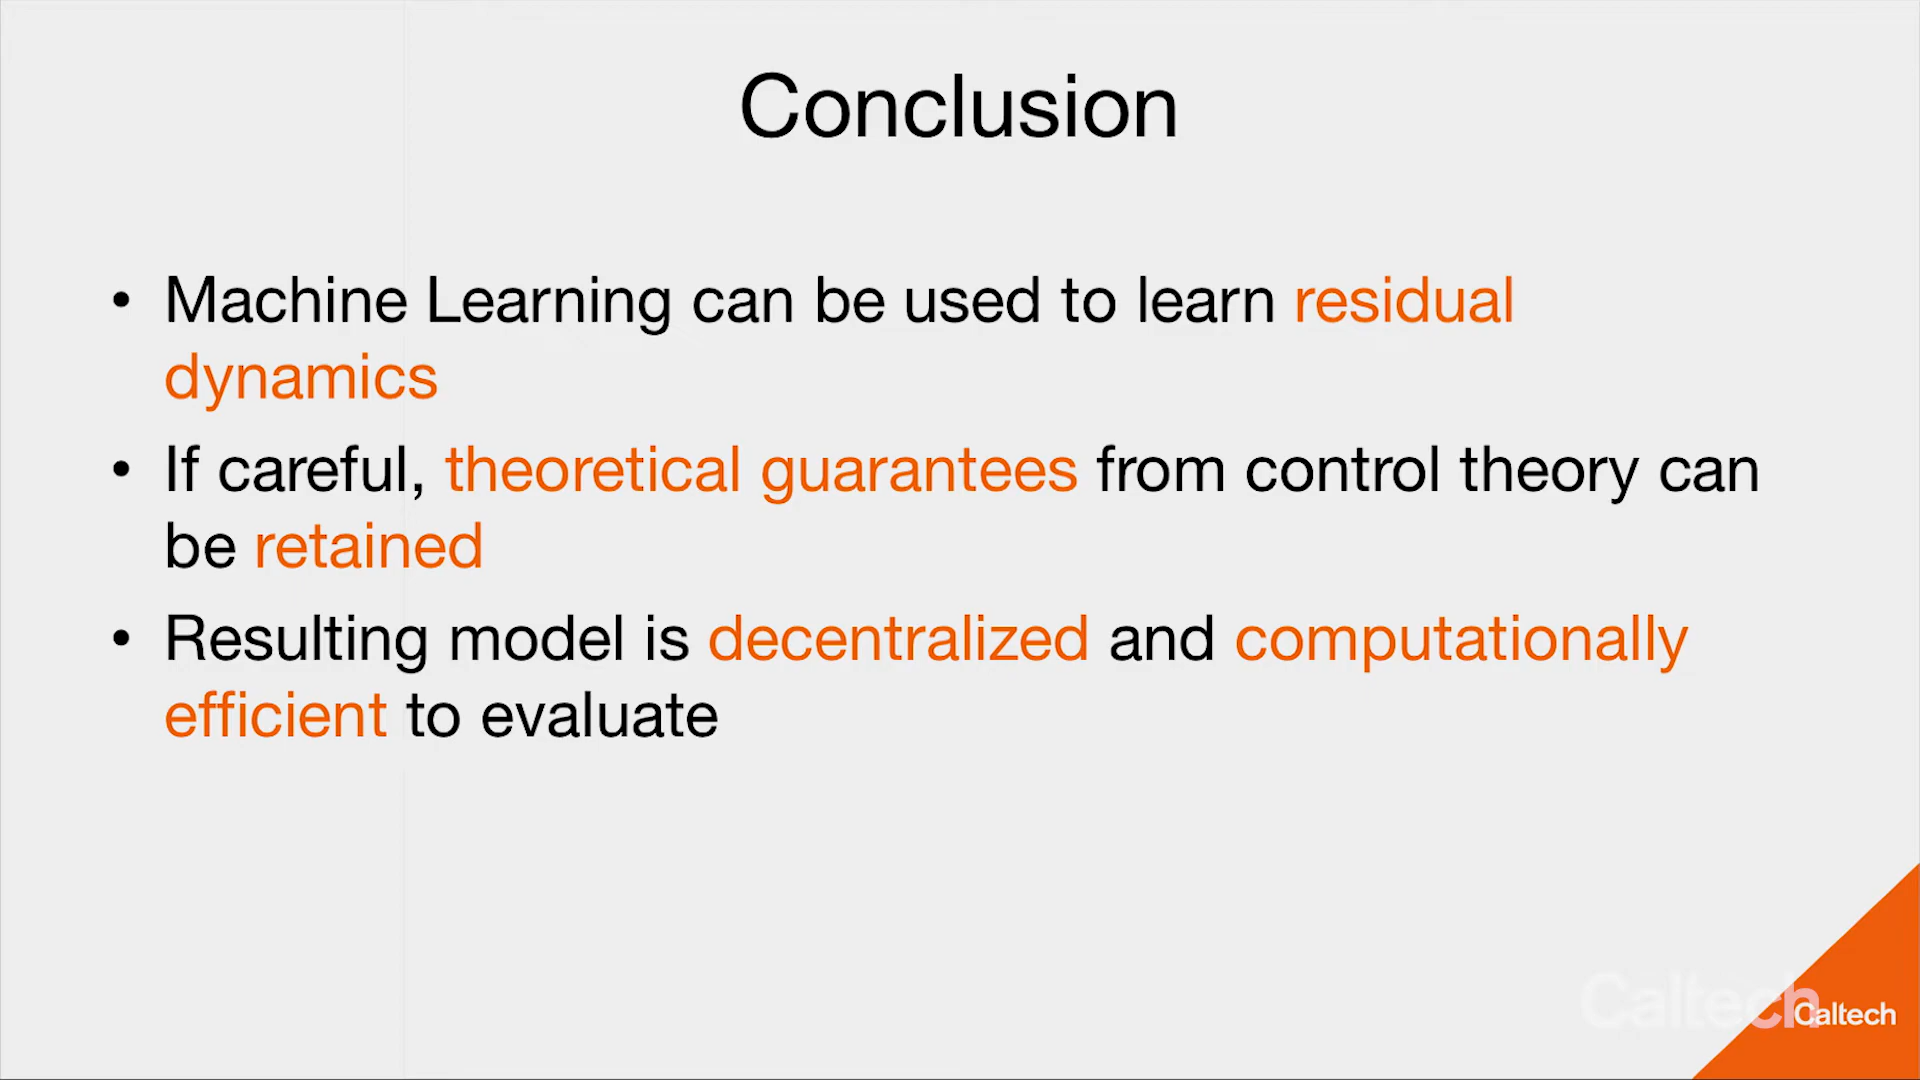 Conclusion
• Machine Learning can be used to learn residual
dynamics
• If careful, theoretical guarantees from control theory can
be retained
• Resulting model is decentralized and computationally
efficient to evaluate
Caltech
Caltech